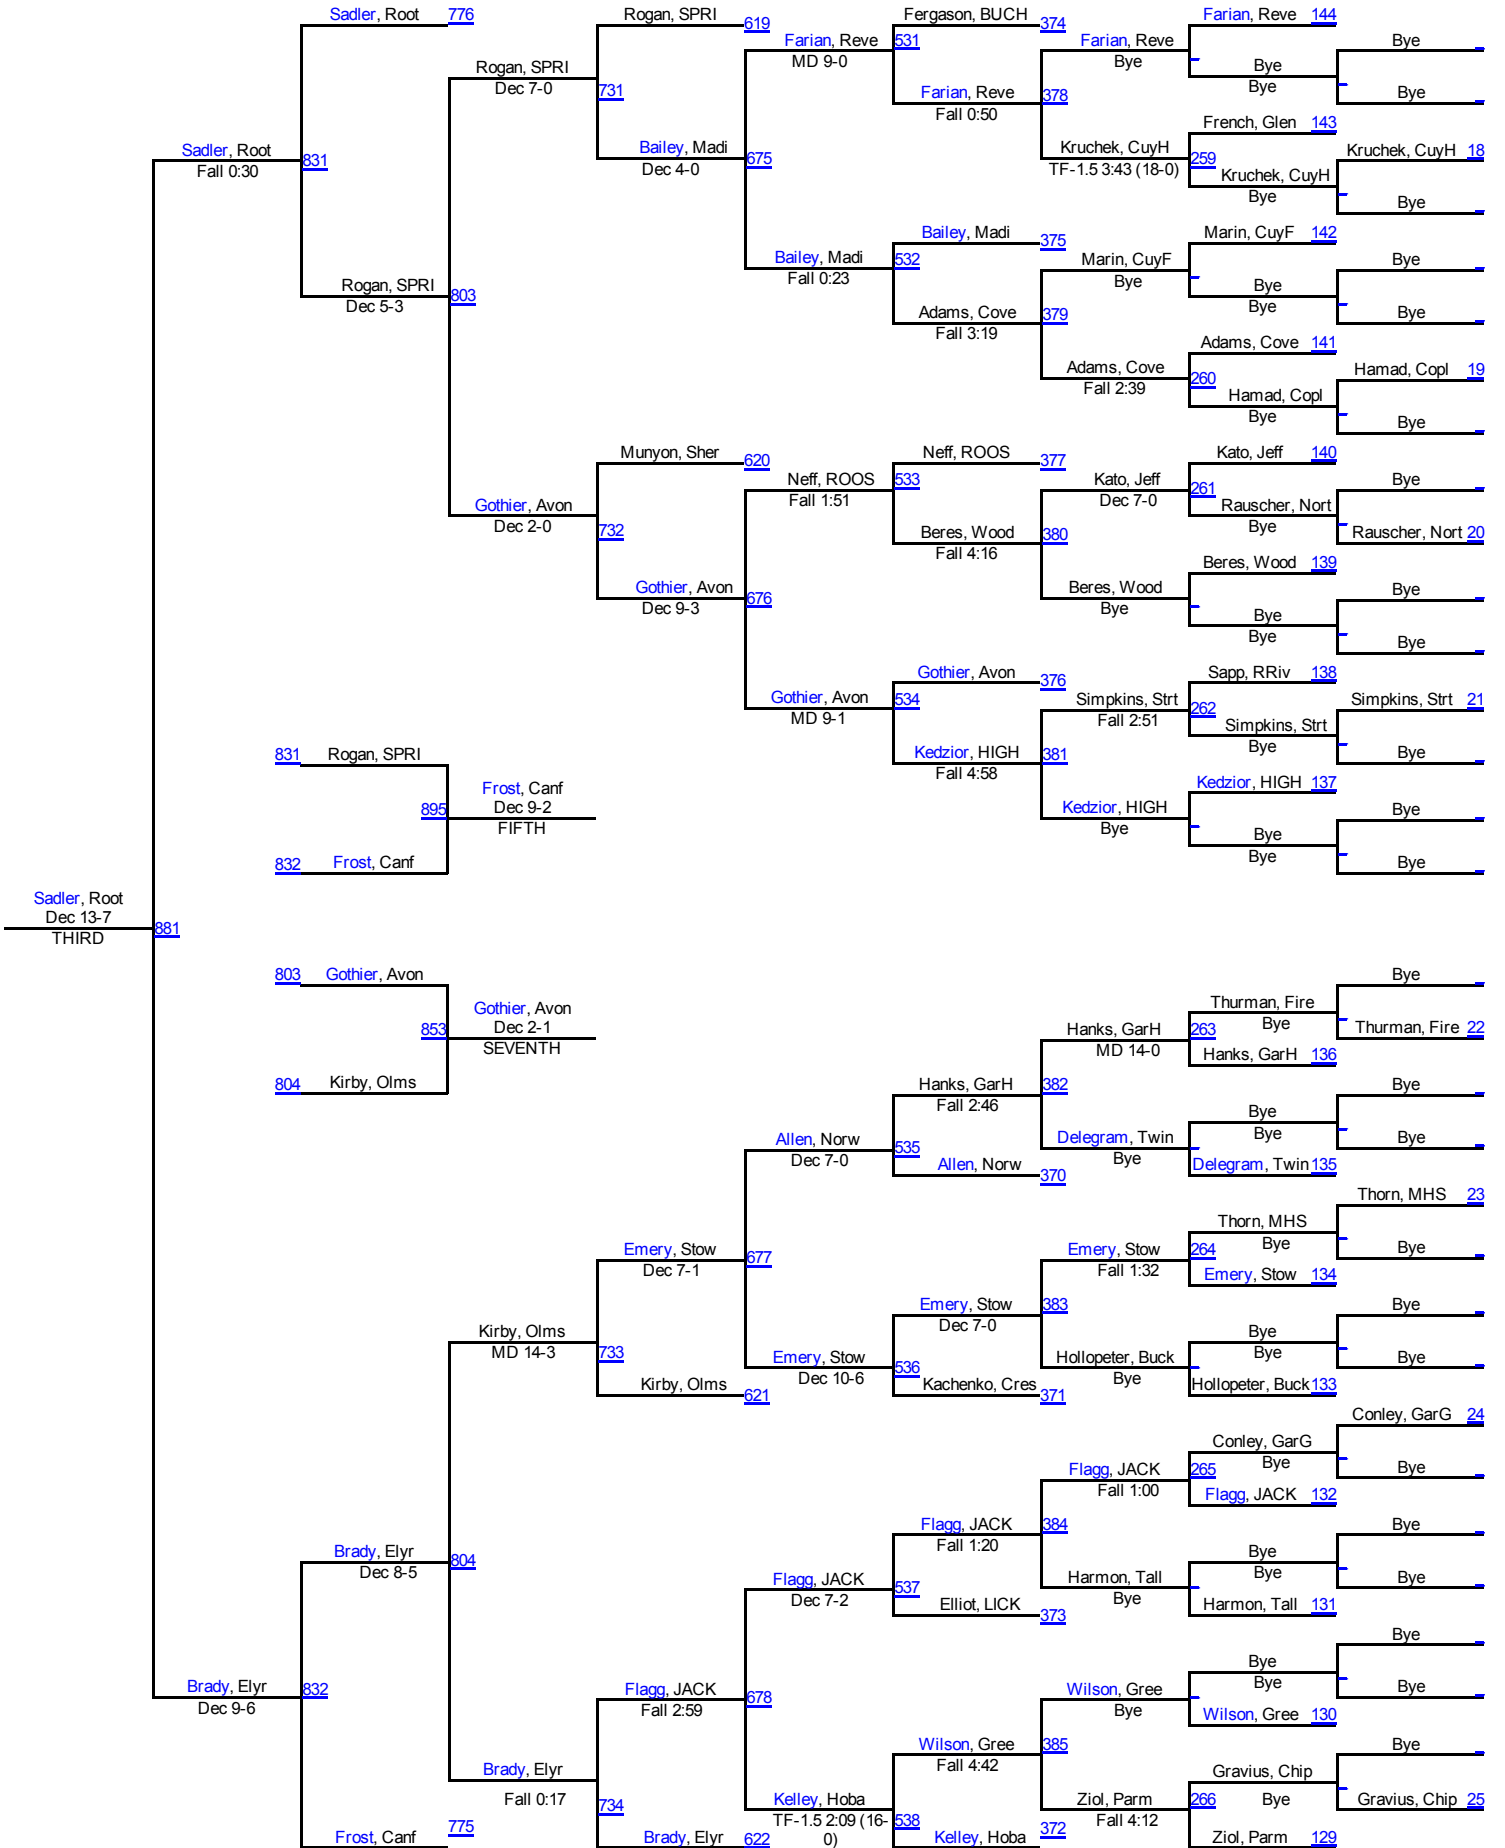 Sadler, Root 776
Rogan, SPRI 619
Fergason, BUCH 374
Farian, Reve 144
Farian, Reve 531
MD 9-0
Farian, Reve
Bye
Bye
Rogan, SPRI
Dec 7-0
731
Farian, Reve 378
Fall 0:50
Bye
Bye
Bye
French, Glen 143
Sadler, Root
Fall 0:30
831
Bailey, Madi
Dec 4-0
675
Kruchek, CuyH
TF-1.5 3:43 (18-0)
259
Kruchek, CuyH 18
Kruchek, CuyH
Bye
Bye
Bailey, Madi 375
Marin, CuyF 142
Bailey, Madi
Fall 0:23
532
Marin, CuyF
Bye
Bye
Rogan, SPRI
Dec 5-3
803
Adams, Cove
Fall 3:19
379
Bye
Bye
Bye
Adams, Cove 141
Adams, Cove
Fall 2:39
260
Hamad, Copl 19
Hamad, Copl
Bye
Bye
Munyon, Sher 620
Neff, ROOS 377
Kato, Jeff 140
Neff, ROOS
Fall 1:51
533
Kato, Jeff
Dec 7-0
261
Bye
Gothier, Avon
Dec 2-0
732
Beres, Wood
Fall 4:16
380
Rauscher, Nort
Bye
Rauscher, Nort 20
Beres, Wood 139
Gothier, Avon
Dec 9-3
676
Beres, Wood
Bye
Bye
Bye
Bye
Bye
Gothier, Avon 376
Sapp, RRiv 138
Gothier, Avon
MD 9-1
534
Simpkins, Strt
Fall 2:51
262
Simpkins, Strt 21
Simpkins, Strt
Bye
Bye
831 Rogan, SPRI
Kedzior, HIGH
Fall 4:58
381
Kedzior, HIGH 137
895
Frost, Canf
Dec 9-2
FIFTH
Kedzior, HIGH
Bye
Bye
Bye
Bye
Bye
832 Frost, Canf
Sadler, Root
Dec 13-7
THIRD
881
803 Gothier, Avon
Bye
853
Gothier, Avon
Dec 2-1
SEVENTH
Thurman, Fire
Bye
Thurman, Fire 22
Hanks, GarH
MD 14-0
263
Hanks, GarH 136
804 Kirby, Olms
Hanks, GarH
Fall 2:46
382
Bye
Bye
Bye
Bye
Allen, Norw
Dec 7-0
535
Delegram, Twin
Bye
Delegram, Twin 135
Allen, Norw 370
Thorn, MHS 23
Thorn, MHS
Bye
Bye
Emery, Stow
Dec 7-1
677
Emery, Stow
Fall 1:32
264
Emery, Stow 134
Emery, Stow
Dec 7-0
383
Bye
Kirby, Olms
MD 14-3
733
Bye
Bye
Bye
Emery, Stow
Dec 10-6
536
Hollopeter, Buck
Bye
Hollopeter, Buck 133
Kirby, Olms 621
Kachenko, Cres 371
Conley, GarG 24
Conley, GarG
Bye
Bye
Flagg, JACK
Fall 1:00
265
Flagg, JACK 132
Flagg, JACK
Fall 1:20
384
Bye
Brady, Elyr
Dec 8-5
804
Bye
Bye
Bye
Flagg, JACK
Dec 7-2
537
Harmon, Tall
Bye
Harmon, Tall 131
Elliot, LICK 373
Bye
Brady, Elyr
Dec 9-6
832
Flagg, JACK
Fall 2:59
678
Bye
Bye
Bye
Wilson, Gree
Bye
Wilson, Gree 130
Wilson, Gree
Fall 4:42
385
Bye
Brady, Elyr
Fall 0:17
734
Gravius, Chip
Bye
Gravius, Chip 25
Kelley, Hoba
TF-1.5 2:09 (16-
0)
538
Ziol, Parm
Fall 4:12
266
Frost, Canf 775
Brady, Elyr 622
Kelley, Hoba 372
Ziol, Parm 129